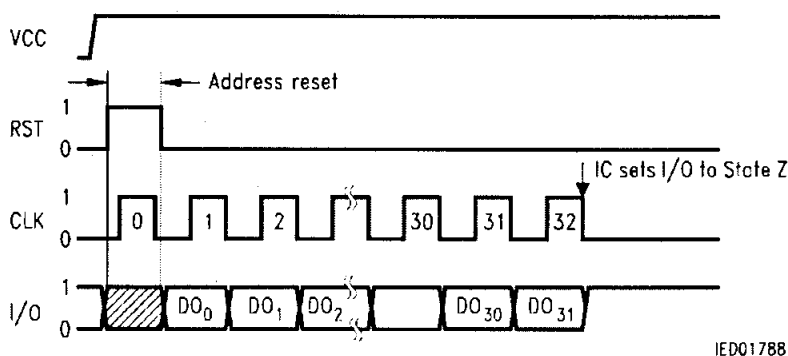 VCC
Address reset
RST
1
0
IC sets I/O to State Z
CLK
1
0
0 1 2 30 31 32
I/O
1
0
DO0 DO1 DO2 DO30 DO31
IED01788